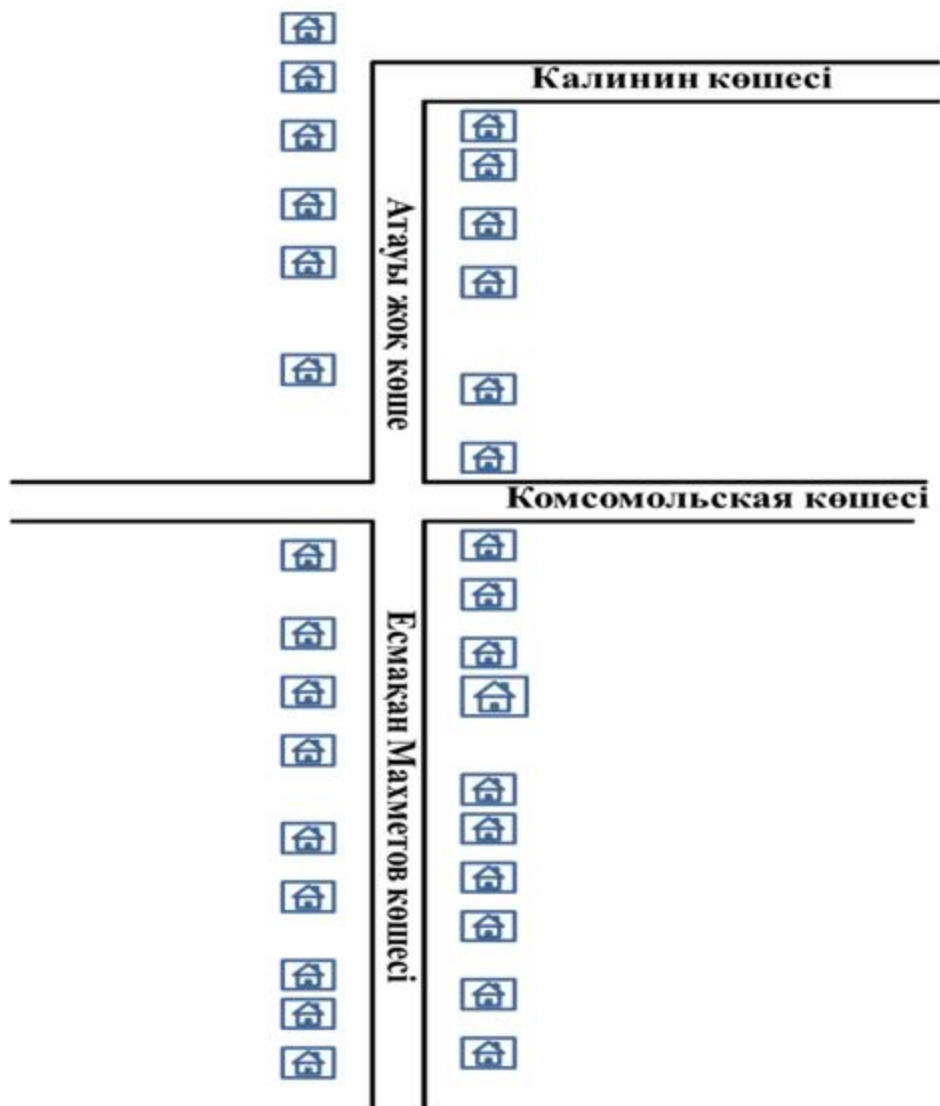 Калинин көшесі
Атауы жоқ көше
Комсомольская көшесі
Есмақан Махметов көшесі